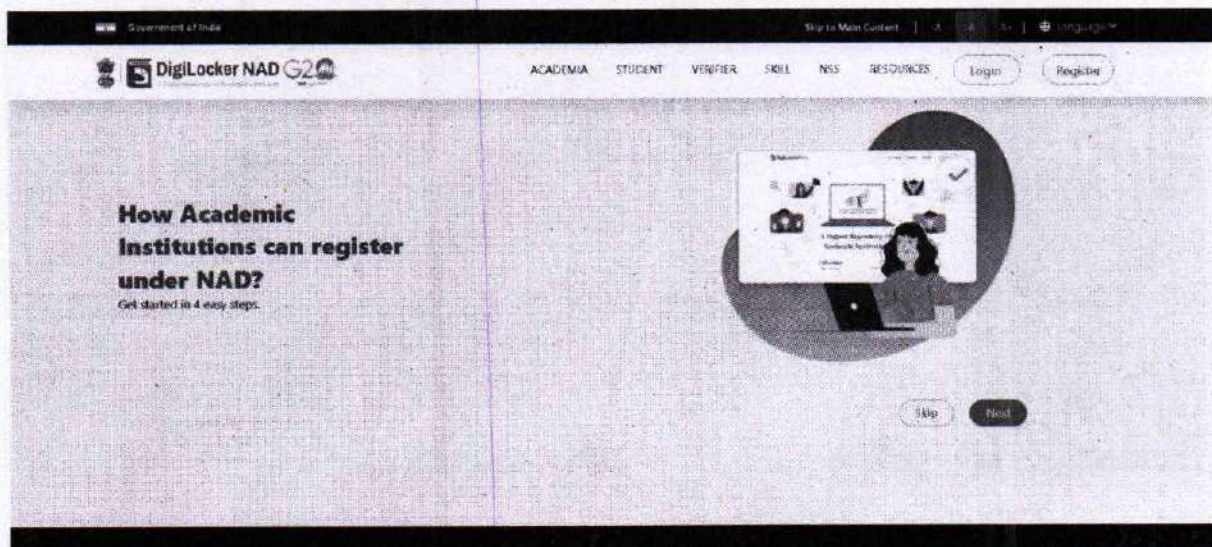 Government of India
Skip to Main Content
Language
DigiLocker NAD G20
ACADEMIA STUDENT VERIFIER SKILL NSS RESOURCES Login Register
How Academic
Institutions can register
under NAD?
Get started in 4 easy steps.
Skip Next